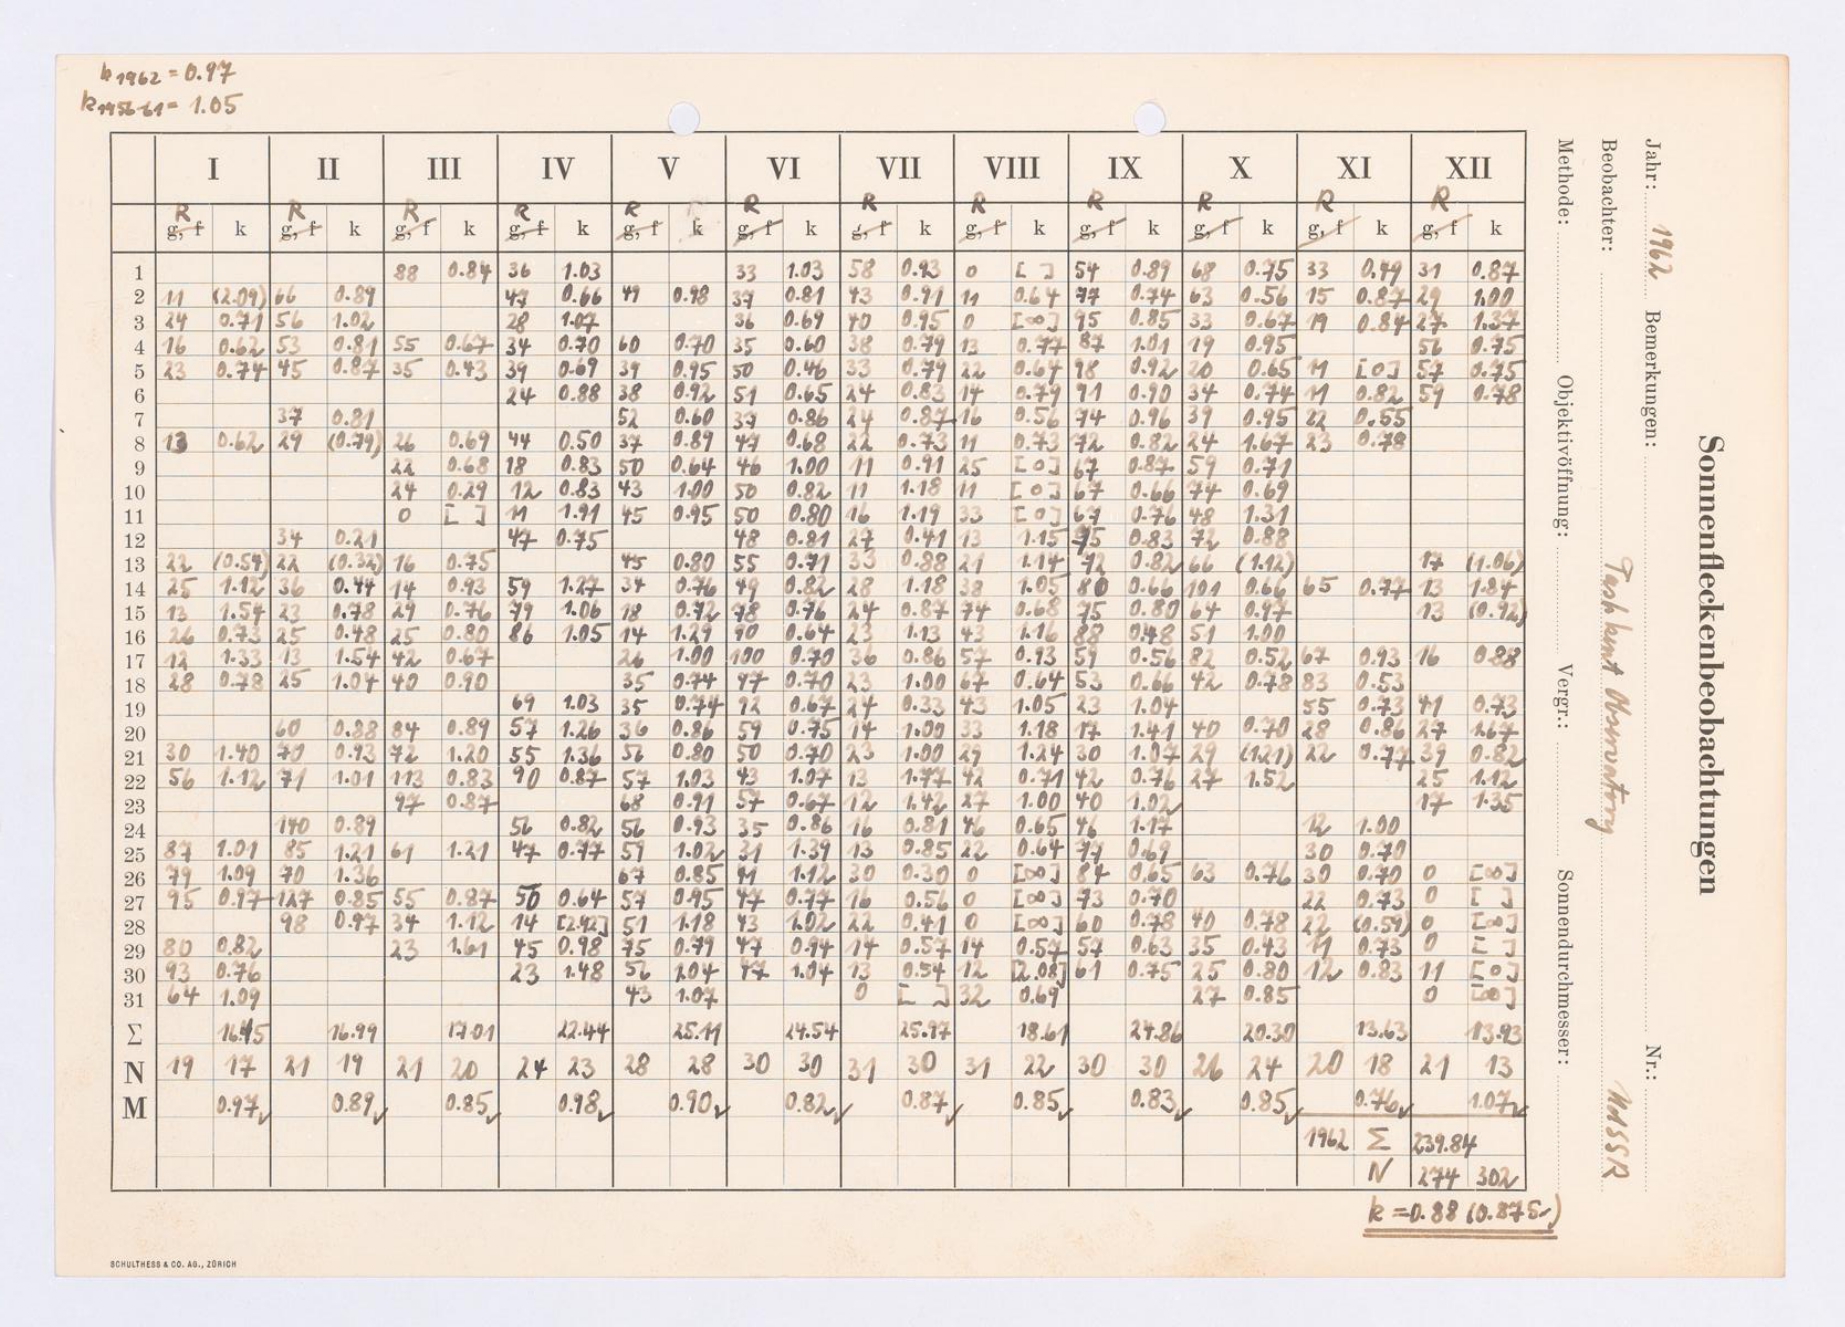 k1962 = 0.97
k1956-61 = 1.05
I II III IV V VI VII VIII IX X XI XII
R R R R R R R R R R R R
g, f k g, f k g, f k g, f k g, f k g, f k g, f k g, f k g, f k g, f k g, f k g, f k
1 88 0.84 36 1.03 33 1.03 58 0.93 0 [ ] 54 0.89 68 0.75 33 0.79 31 0.87
2 11 (2.09) 66 0.89 47 0.66 49 0.98 37 0.81 43 0.91 11 0.64 77 0.74 63 0.56 15 0.87 29 1.00
3 24 0.71 56 1.02 28 1.07 36 0.69 40 0.95 0 [∞] 95 0.85 33 0.67 19 0.84 27 1.37
4 16 0.62 53 0.81 55 0.67 34 0.70 60 0.70 35 0.60 38 0.79 13 0.77 87 1.01 19 0.95 56 0.75
5 23 0.74 45 0.87 35 0.43 39 0.69 39 0.95 50 0.46 33 0.79 22 0.64 98 0.92 20 0.65 11 [0] 57 0.75
6 24 0.88 38 0.92 51 0.65 24 0.83 14 0.79 91 0.90 34 0.74 11 0.82 59 0.78
7 37 0.81 52 0.60 37 0.86 24 0.87 16 0.56 94 0.96 39 0.95 22 0.55
8 13 0.62 29 (0.79) 26 0.69 44 0.50 37 0.89 47 0.68 22 0.73 11 0.73 72 0.82 24 1.67 23 0.78
9 22 0.68 18 0.83 50 0.64 46 1.00 11 0.91 25 [0] 67 0.87 59 0.71
10 24 0.29 12 0.83 43 1.00 50 0.82 11 1.18 11 [0] 67 0.66 74 0.69
11 0 [ ] 11 1.91 45 0.95 50 0.80 16 1.19 33 [0] 67 0.76 48 1.31
12 34 0.21 47 0.75 48 0.81 27 0.41 13 1.15 75 0.83 72 0.88
13 22 (0.54) 22 (0.32) 16 0.75 45 0.80 55 0.71 33 0.88 21 1.14 72 0.82 66 (1.12) 17 (1.06)
14 25 1.12 36 0.44 14 0.93 59 1.27 34 0.76 49 0.82 28 1.18 38 1.05 80 0.66 101 0.66 65 0.77 13 1.84
15 13 1.54 23 0.78 29 0.76 79 1.06 18 0.72 78 0.76 24 0.87 74 0.68 75 0.80 64 0.97 13 (0.92)
16 26 0.73 25 0.48 25 0.80 86 1.05 14 1.29 90 0.64 23 1.13 43 1.16 88 0.48 51 1.00
17 12 1.33 13 1.54 42 0.67 26 1.00 100 0.70 36 0.86 57 0.93 59 0.56 82 0.52 67 0.93 16 0.88
18 28 0.78 25 1.04 40 0.90 35 0.74 97 0.70 23 1.00 67 0.64 53 0.66 42 0.78 83 0.53
19 69 1.03 35 0.74 92 0.67 24 0.33 43 1.05 23 1.04 55 0.73 41 0.73
20 60 0.88 84 0.89 57 1.26 36 0.86 59 0.75 14 1.00 33 1.18 17 1.41 40 0.70 28 0.86 27 1.67
21 30 1.40 70 0.93 72 1.20 55 1.36 56 0.80 50 0.70 23 1.00 29 1.24 30 1.07 29 (1.21) 22 0.77 39 0.82
22 56 1.12 71 1.01 113 0.83 90 0.87 57 1.03 43 1.07 13 1.77 42 0.71 42 0.76 27 1.52 25 1.12
23 97 0.87 68 0.91 57 0.67 12 1.42 27 1.00 40 1.02 17 1.35
24 140 0.89 56 0.82 56 0.93 35 0.86 16 0.81 46 0.65 46 1.17 12 1.00
25 87 1.01 85 1.21 61 1.21 47 0.77 59 1.02 31 1.39 13 0.85 22 0.64 77 0.69 30 0.70
26 79 1.09 70 1.36 67 0.85 41 1.12 30 0.30 0 [∞] 84 0.65 63 0.76 30 0.70 0 [∞]
27 95 0.97 127 0.85 55 0.87 50 0.64 57 0.95 47 0.77 16 0.56 0 [∞] 73 0.70 22 0.73 0 [ ]
28 98 0.97 34 1.12 14 [2.42] 51 1.18 43 1.02 22 0.41 0 [∞] 60 0.78 40 0.78 22 (0.59) 0 [∞]
29 80 0.82 23 1.61 45 0.98 75 0.79 47 0.94 14 0.57 14 0.57 57 0.63 35 0.43 11 0.73 0 [ ]
30 93 0.76 23 1.48 56 1.04 47 1.04 13 0.54 12 [2.08] 61 0.75 25 0.80 12 0.83 11 [0]
31 64 1.09 43 1.07 0 [ ] 32 0.69 27 0.85 0 [∞]
Σ 16.45 16.99 17.01 22.44 25.11 24.54 25.97 18.61 24.86 20.30 13.63 13.93
N 19 17 21 19 21 20 24 23 28 28 30 30 31 30 31 22 30 30 26 24 20 18 21 13
M 0.97 0.89 0.85 0.98 0.90 0.82 0.87 0.85 0.83 0.85 0.76 1.07
1962 Σ 239.84
N 274 302
k = 0.88 (0.875)
SCHULTHESS & CO. AG., ZÜRICH
Sonnenfleckenbeobachtungen
Jahr: 1962 Bemerkungen: Nr.:
Beobachter: Tashkent Observatory UdSSR
Methode: Objektivöffnung: Vergr.: Sonnendurchmesser: